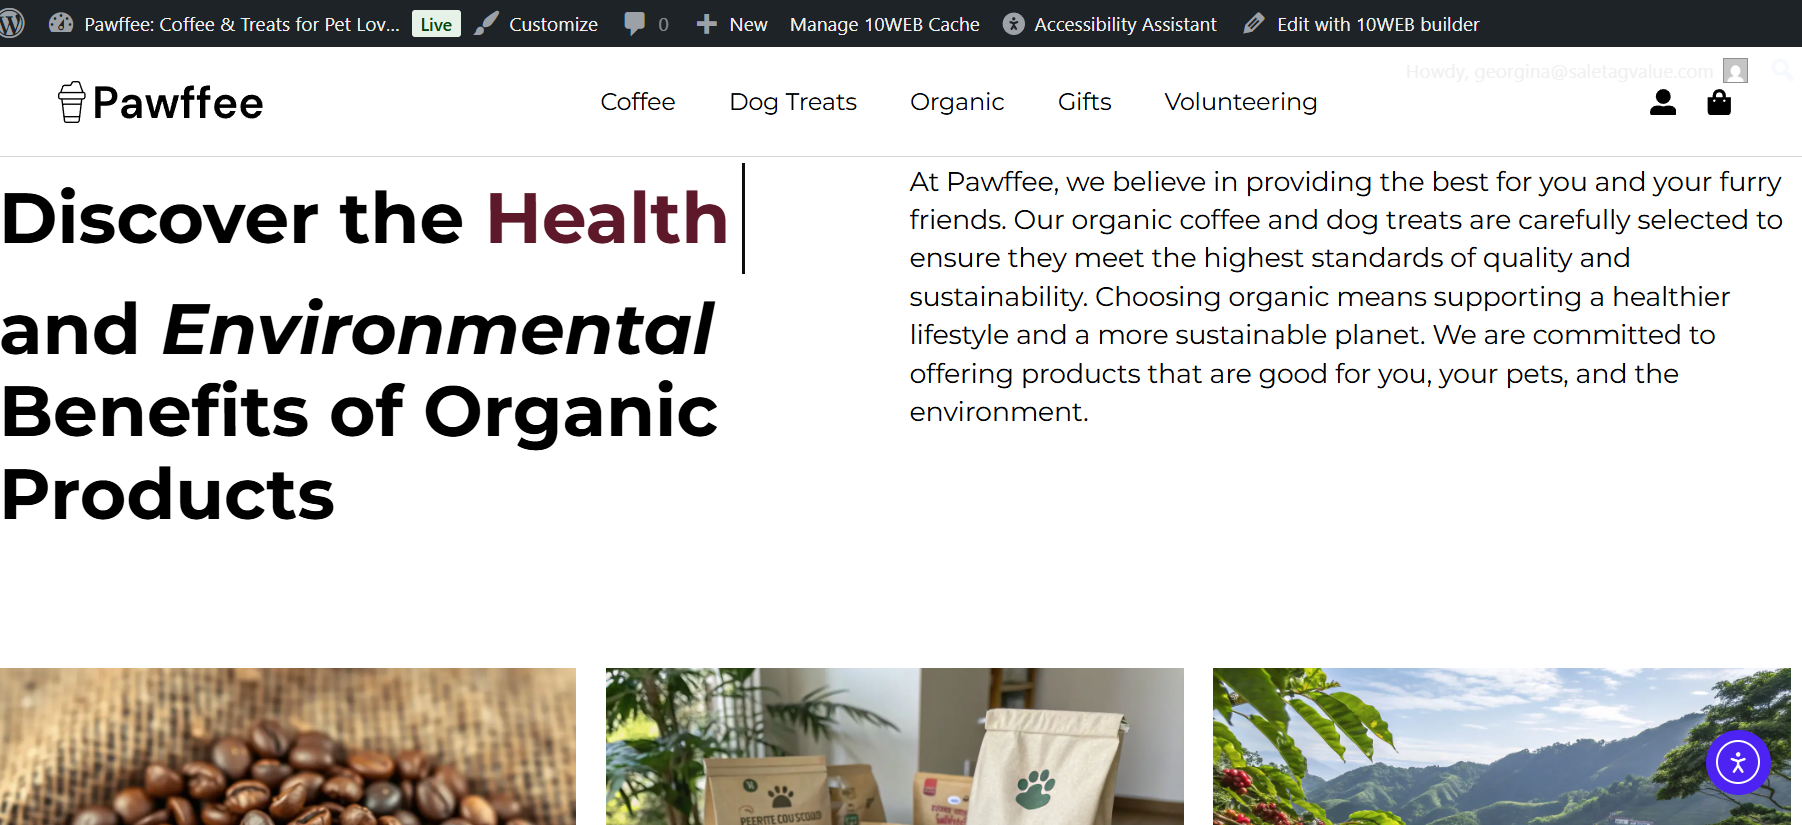 Pawffee: Coffee & Treats for Pet Lov... Live Customize 0 New Manage 10WEB Cache Accessibility Assistant Edit with 10WEB builder
Howdy, georgina@saletagvalue.com
Pawffee Coffee Dog Treats Organic Gifts Volunteering
Discover the Health
and Environmental
Benefits of Organic
Products
At Pawffee, we believe in providing the best for you and your furry
friends. Our organic coffee and dog treats are carefully selected to
ensure they meet the highest standards of quality and
sustainability. Choosing organic means supporting a healthier
lifestyle and a more sustainable planet. We are committed to
offering products that are good for you, your pets, and the
environment.